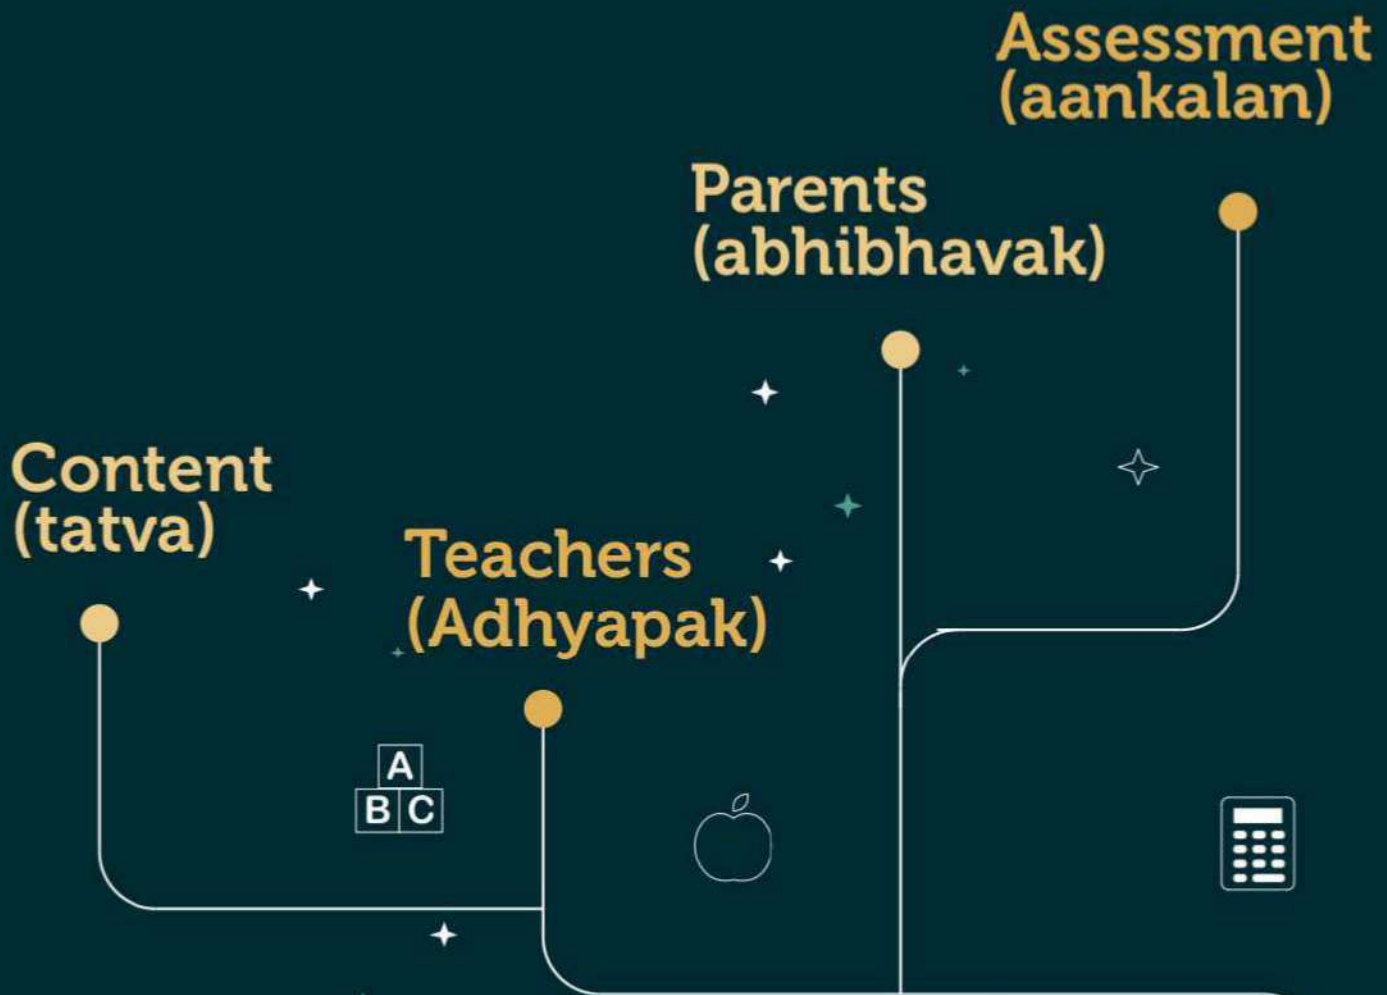 Assessment
(aankalan)
Parents
(abhibhavak)
Content
(tatva)
Teachers
(Adhyapak)
A
B C